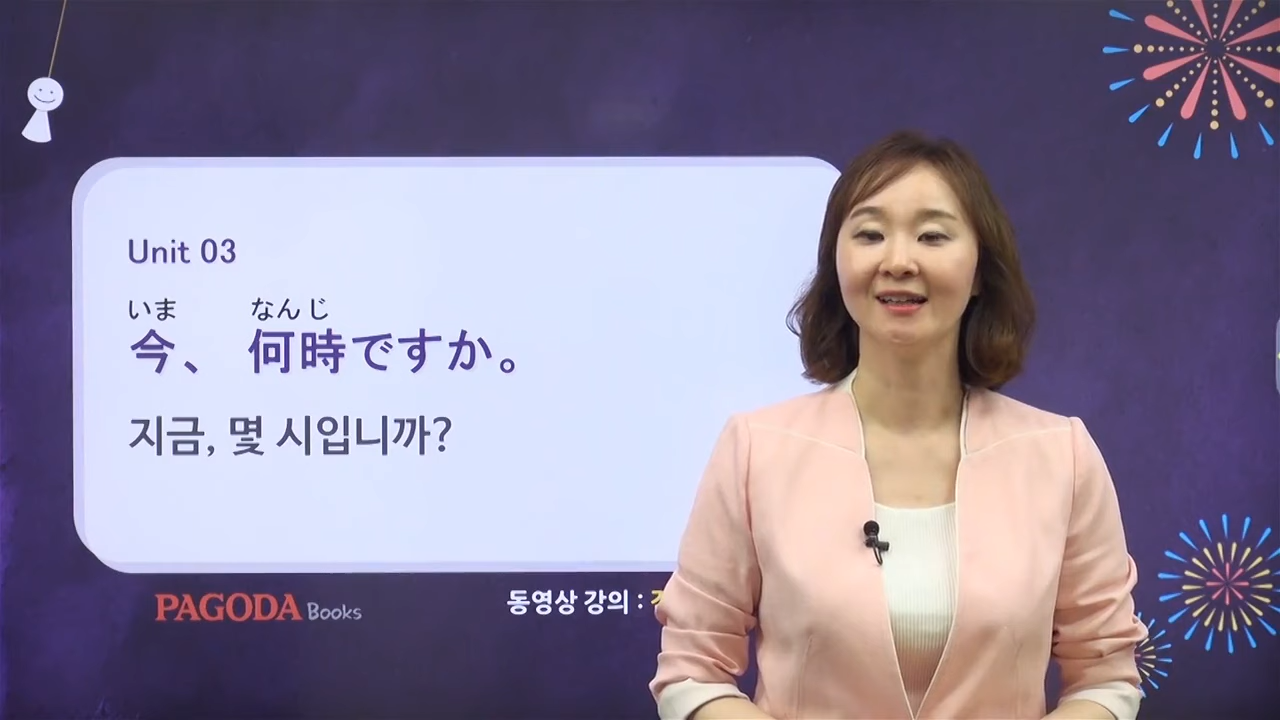 Unit 03
いま なんじ
今、 何時ですか。
지금, 몇 시입니까?
PAGODA Books
동영상 강의 :